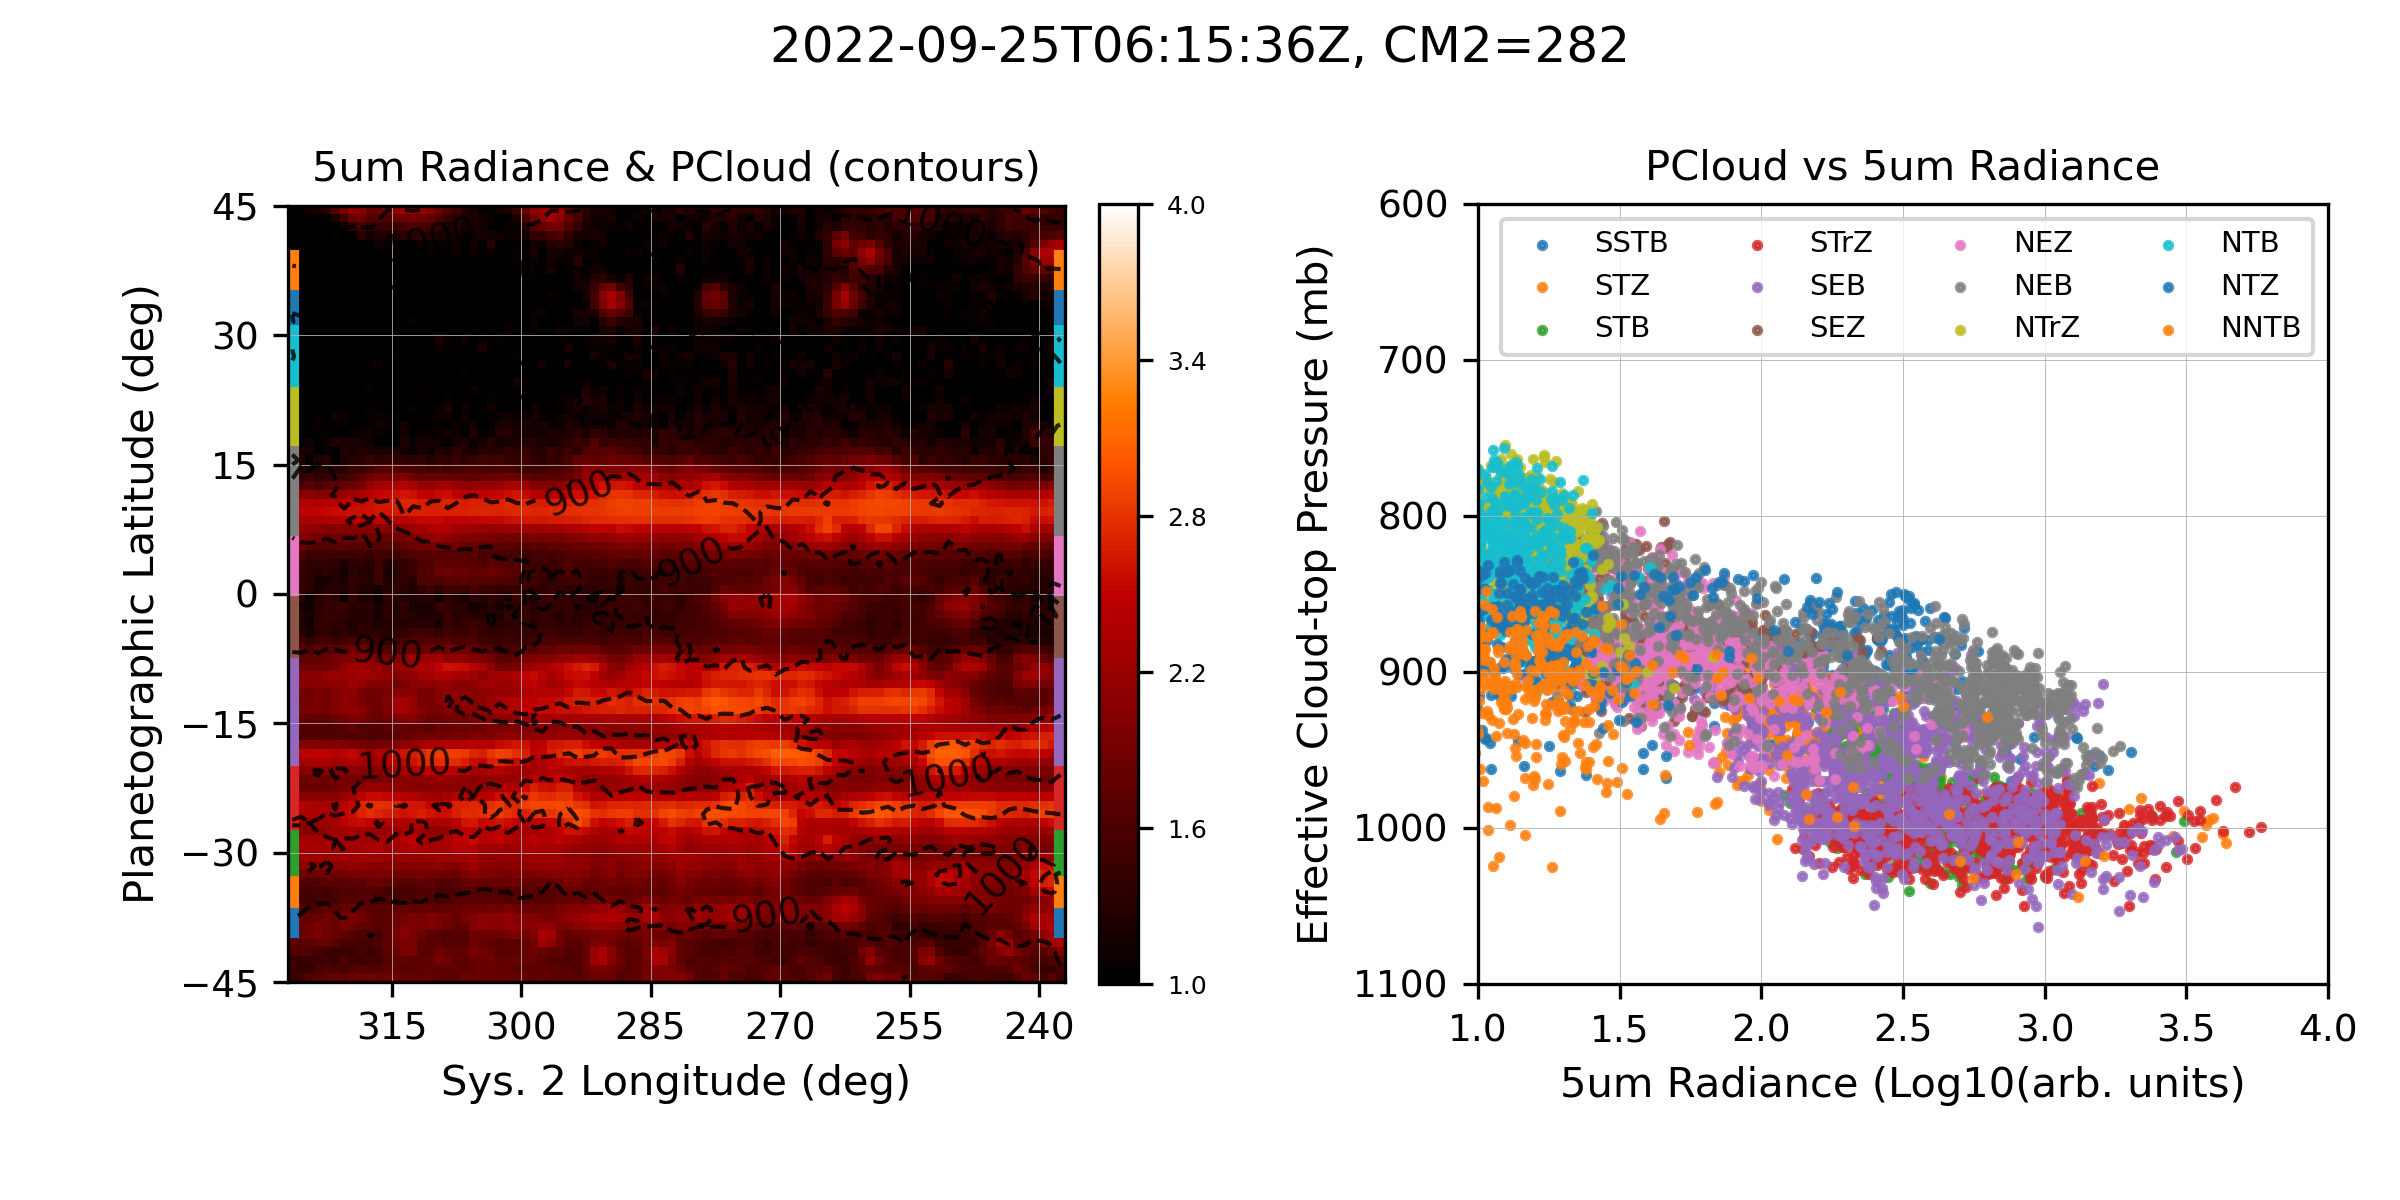 2022-09-25T06:15:36Z, CM2=282
5um Radiance & PCloud (contours)
Planetographic Latitude (deg)
45
30
15
0
−15
−30
−45
1000
1000
900
900
900
1000
1000
1000
900
315
300
285
270
255
240
Sys. 2 Longitude (deg)
4.0
3.4
2.8
2.2
1.6
1.0
PCloud vs 5um Radiance
Effective Cloud-top Pressure (mb)
600
700
800
900
1000
1100
SSTB
STZ
STB
STrZ
SEB
SEZ
NEZ
NEB
NTrZ
NTB
NTZ
NNTB
1.0
1.5
2.0
2.5
3.0
3.5
4.0
5um Radiance (Log10(arb. units)